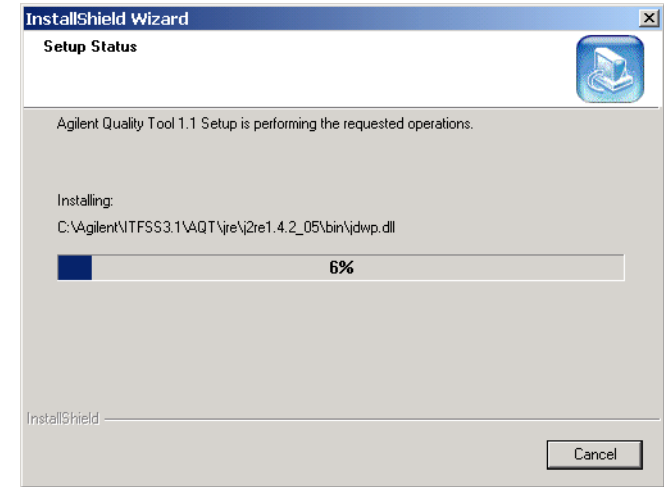 InstallShield Wizard
Setup Status
Agilent Quality Tool 1.1 Setup is performing the requested operations.
Installing:
C:\Agilent\ITFSS3.1\AQT\jre\j2re1.4.2_05\bin\jdwp.dll
6%
InstallShield
Cancel